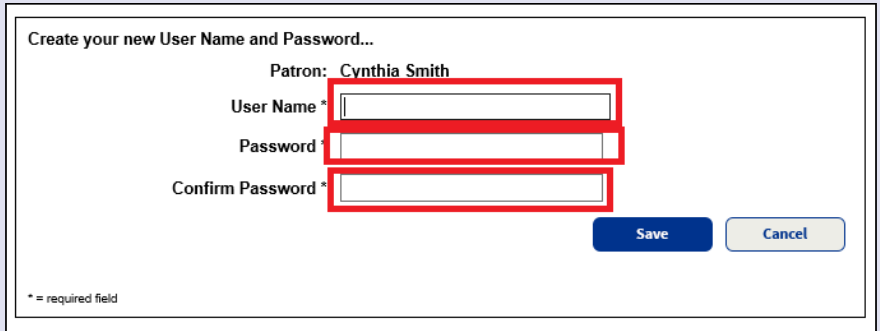 Create your new User Name and Password...
Patron: Cynthia Smith
User Name *
Password *
Confirm Password *
Save Cancel
* = required field